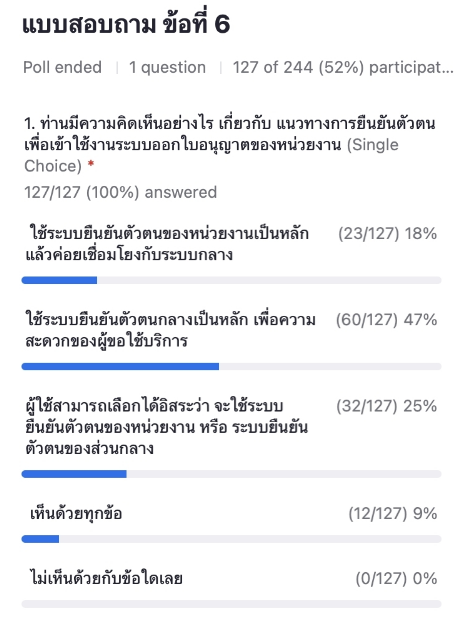 แบบสอบถาม ข้อที่ 6
Poll ended | 1 question | 127 of 244 (52%) participat...
1. ท่านมีความคิดเห็นอย่างไร เกี่ยวกับ แนวทางการยืนยันตัวตน
เพื่อเข้าใช้งานระบบออกใบอนุญาตของหน่วยงาน (Single
Choice) *
127/127 (100%) answered
ใช้ระบบยืนยันตัวตนของหน่วยงานเป็นหลัก (23/127) 18%
แล้วค่อยเชื่อมโยงกับระบบกลาง
ใช้ระบบยืนยันตัวตนกลางเป็นหลัก เพื่อความ (60/127) 47%
สะดวกของผู้ขอใช้บริการ
ผู้ใช้สามารถเลือกได้อิสระว่า จะใช้ระบบ (32/127) 25%
ยืนยันตัวตนของหน่วยงาน หรือ ระบบยืนยัน
ตัวตนของส่วนกลาง
เห็นด้วยทุกข้อ (12/127) 9%
ไม่เห็นด้วยกับข้อใดเลย (0/127) 0%